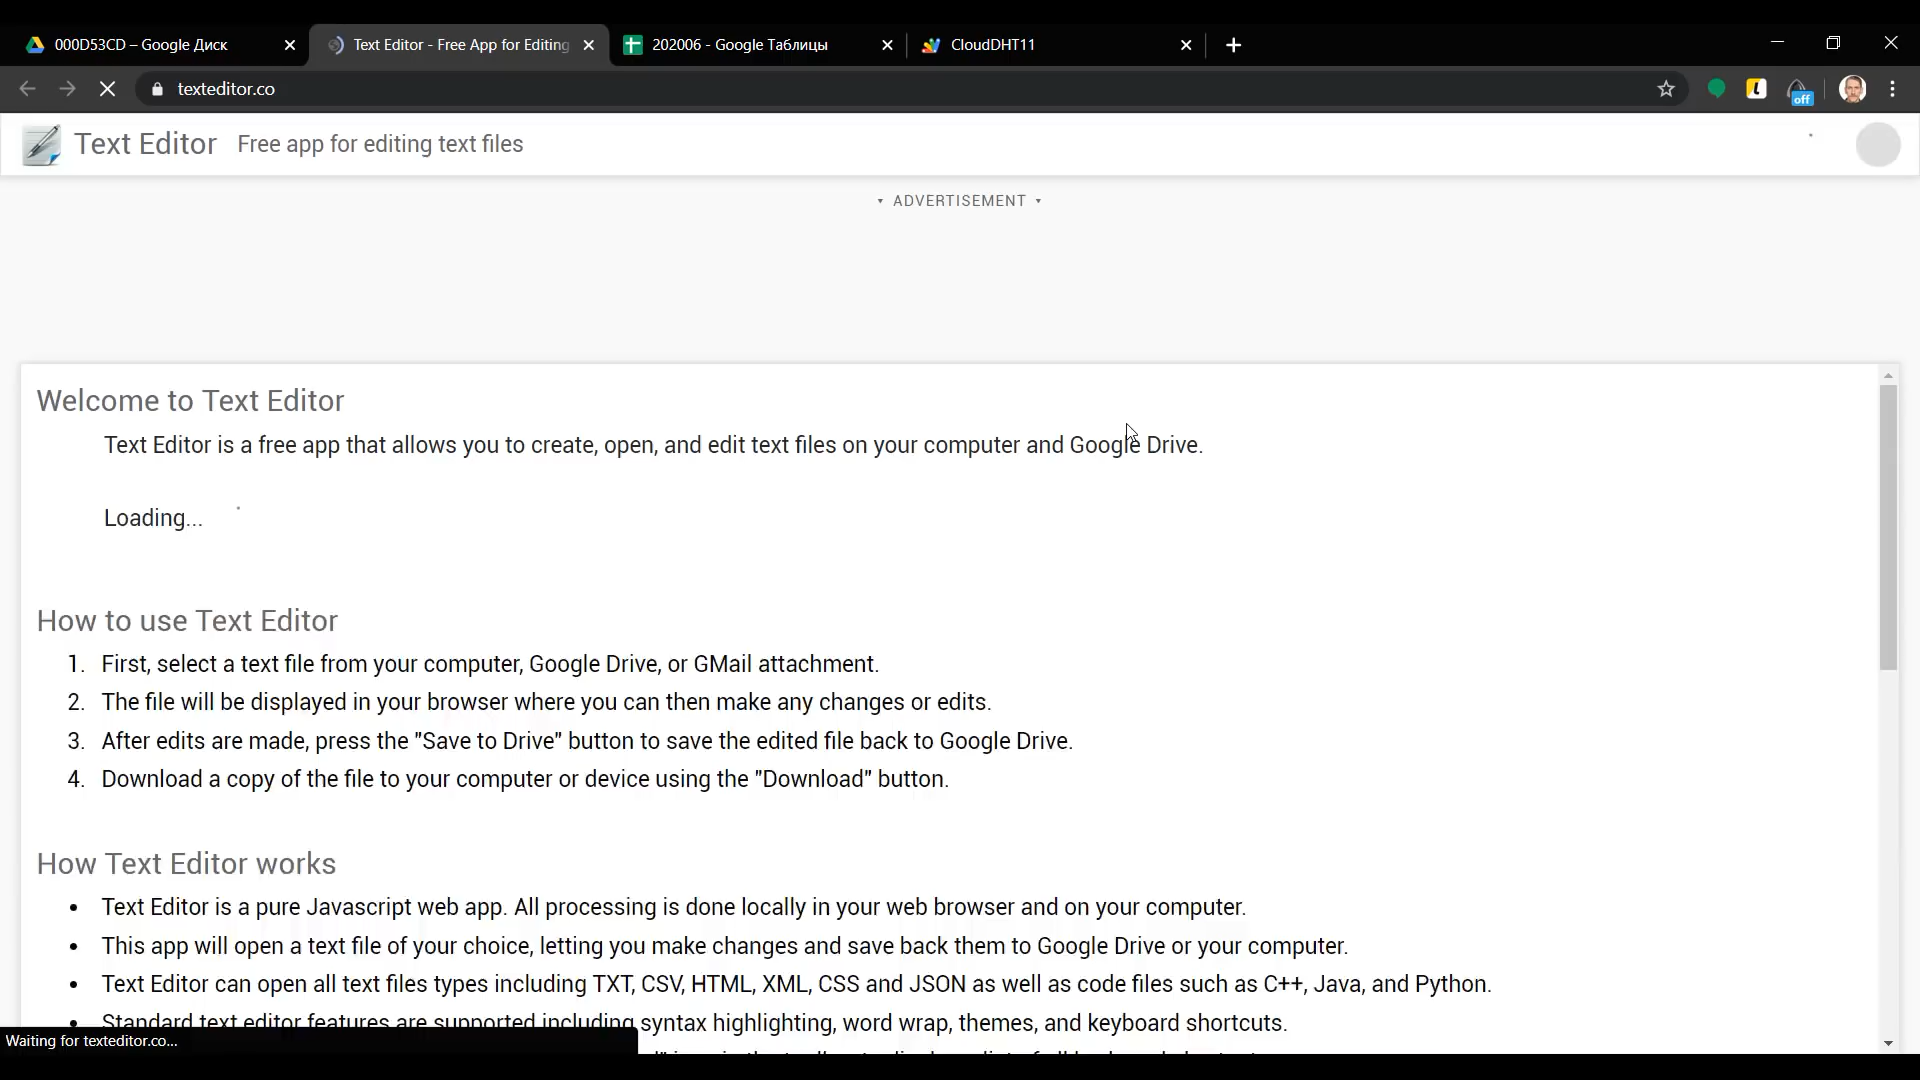 000D53CD – Google Диск
Text Editor - Free App for Editing
202006 - Google Таблицы
CloudDHT11
texteditor.co
off
Text Editor Free app for editing text files
ADVERTISEMENT
Welcome to Text Editor
Text Editor is a free app that allows you to create, open, and edit text files on your computer and Google Drive.
Loading...
How to use Text Editor
1. First, select a text file from your computer, Google Drive, or GMail attachment.
2. The file will be displayed in your browser where you can then make any changes or edits.
3. After edits are made, press the "Save to Drive" button to save the edited file back to Google Drive.
4. Download a copy of the file to your computer or device using the "Download" button.
How Text Editor works
• Text Editor is a pure Javascript web app. All processing is done locally in your web browser and on your computer.
• This app will open a text file of your choice, letting you make changes and save back them to Google Drive or your computer.
• Text Editor can open all text files types including TXT, CSV, HTML, XML, CSS and JSON as well as code files such as C++, Java, and Python.
• Standard text editor features are supported including syntax highlighting, word wrap, themes, and keyboard shortcuts.
Waiting for texteditor.co...